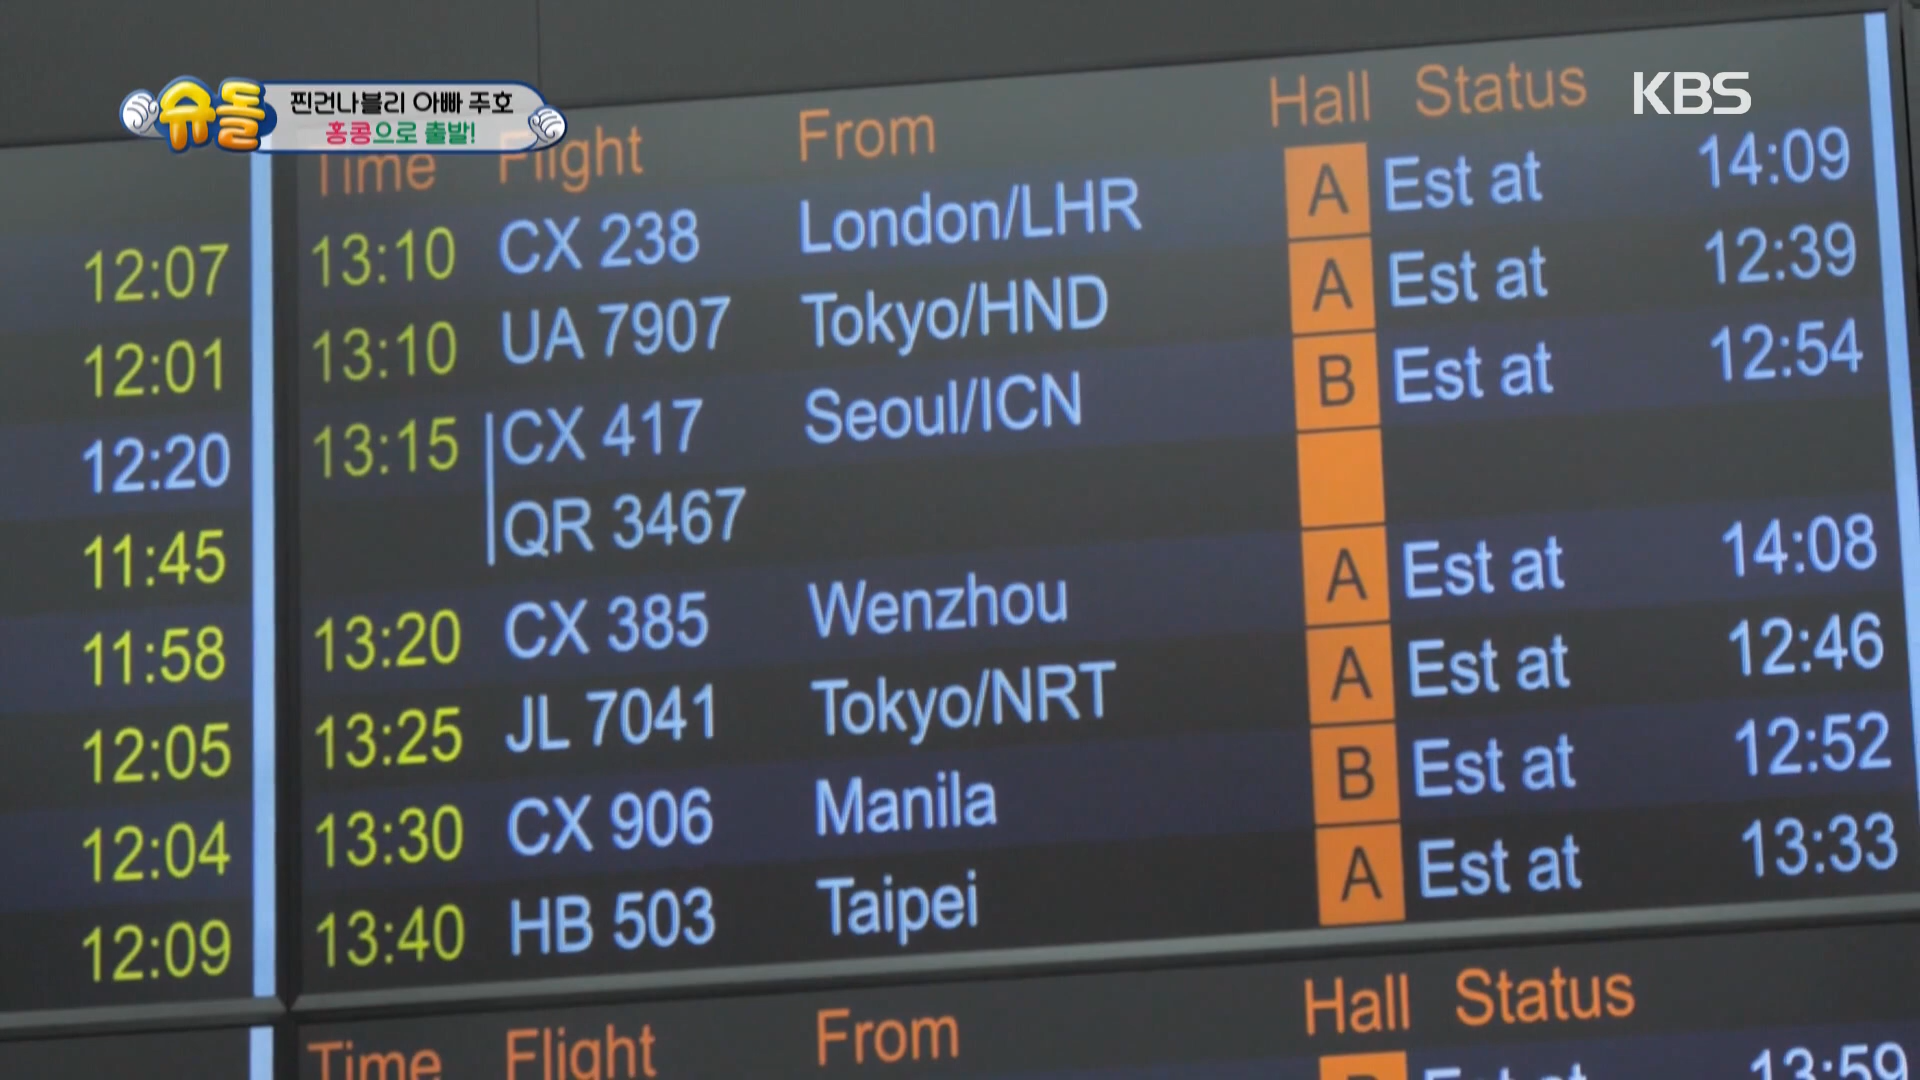 슈돌
찐건나블리 아빠 주호
홍콩으로 출발!
KBS
Time Flight From Hall Status
12:07
12:01
12:20
11:45
11:58
12:05
12:04
12:09
13:10 CX 238 London/LHR A Est at 14:09
13:10 UA 7907 Tokyo/HND A Est at 12:39
13:15 CX 417 Seoul/ICN B Est at 12:54
QR 3467
13:20 CX 385 Wenzhou A Est at 14:08
13:25 JL 7041 Tokyo/NRT A Est at 12:46
13:30 CX 906 Manila B Est at 12:52
13:40 HB 503 Taipei A Est at 13:33
Time Flight From Hall Status
Est at 13:59